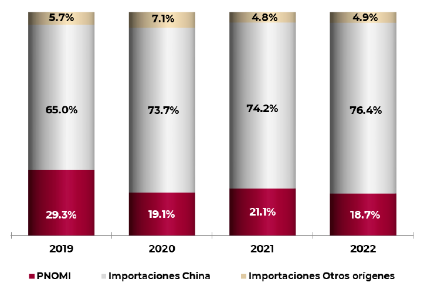 5.7% 7.1% 4.8% 4.9%
65.0% 73.7% 74.2% 76.4%
29.3% 19.1% 21.1% 18.7%
2019 2020 2021 2022
PNOMI Importaciones China Importaciones Otros orígenes